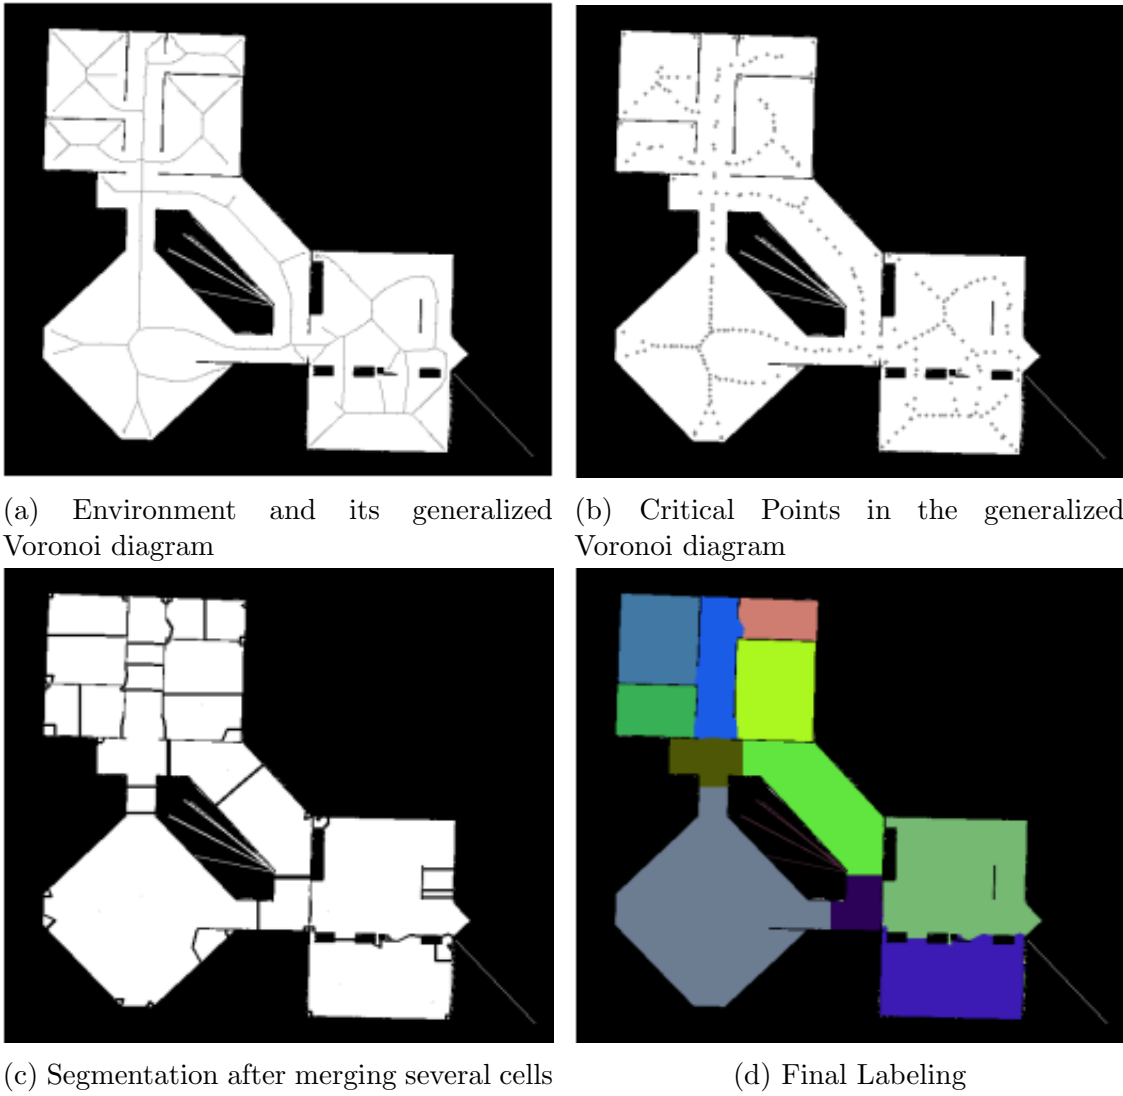 (a) Environment and its generalized
Voronoi diagram
(b) Critical Points in the generalized
Voronoi diagram
(c) Segmentation after merging several cells
(d) Final Labeling